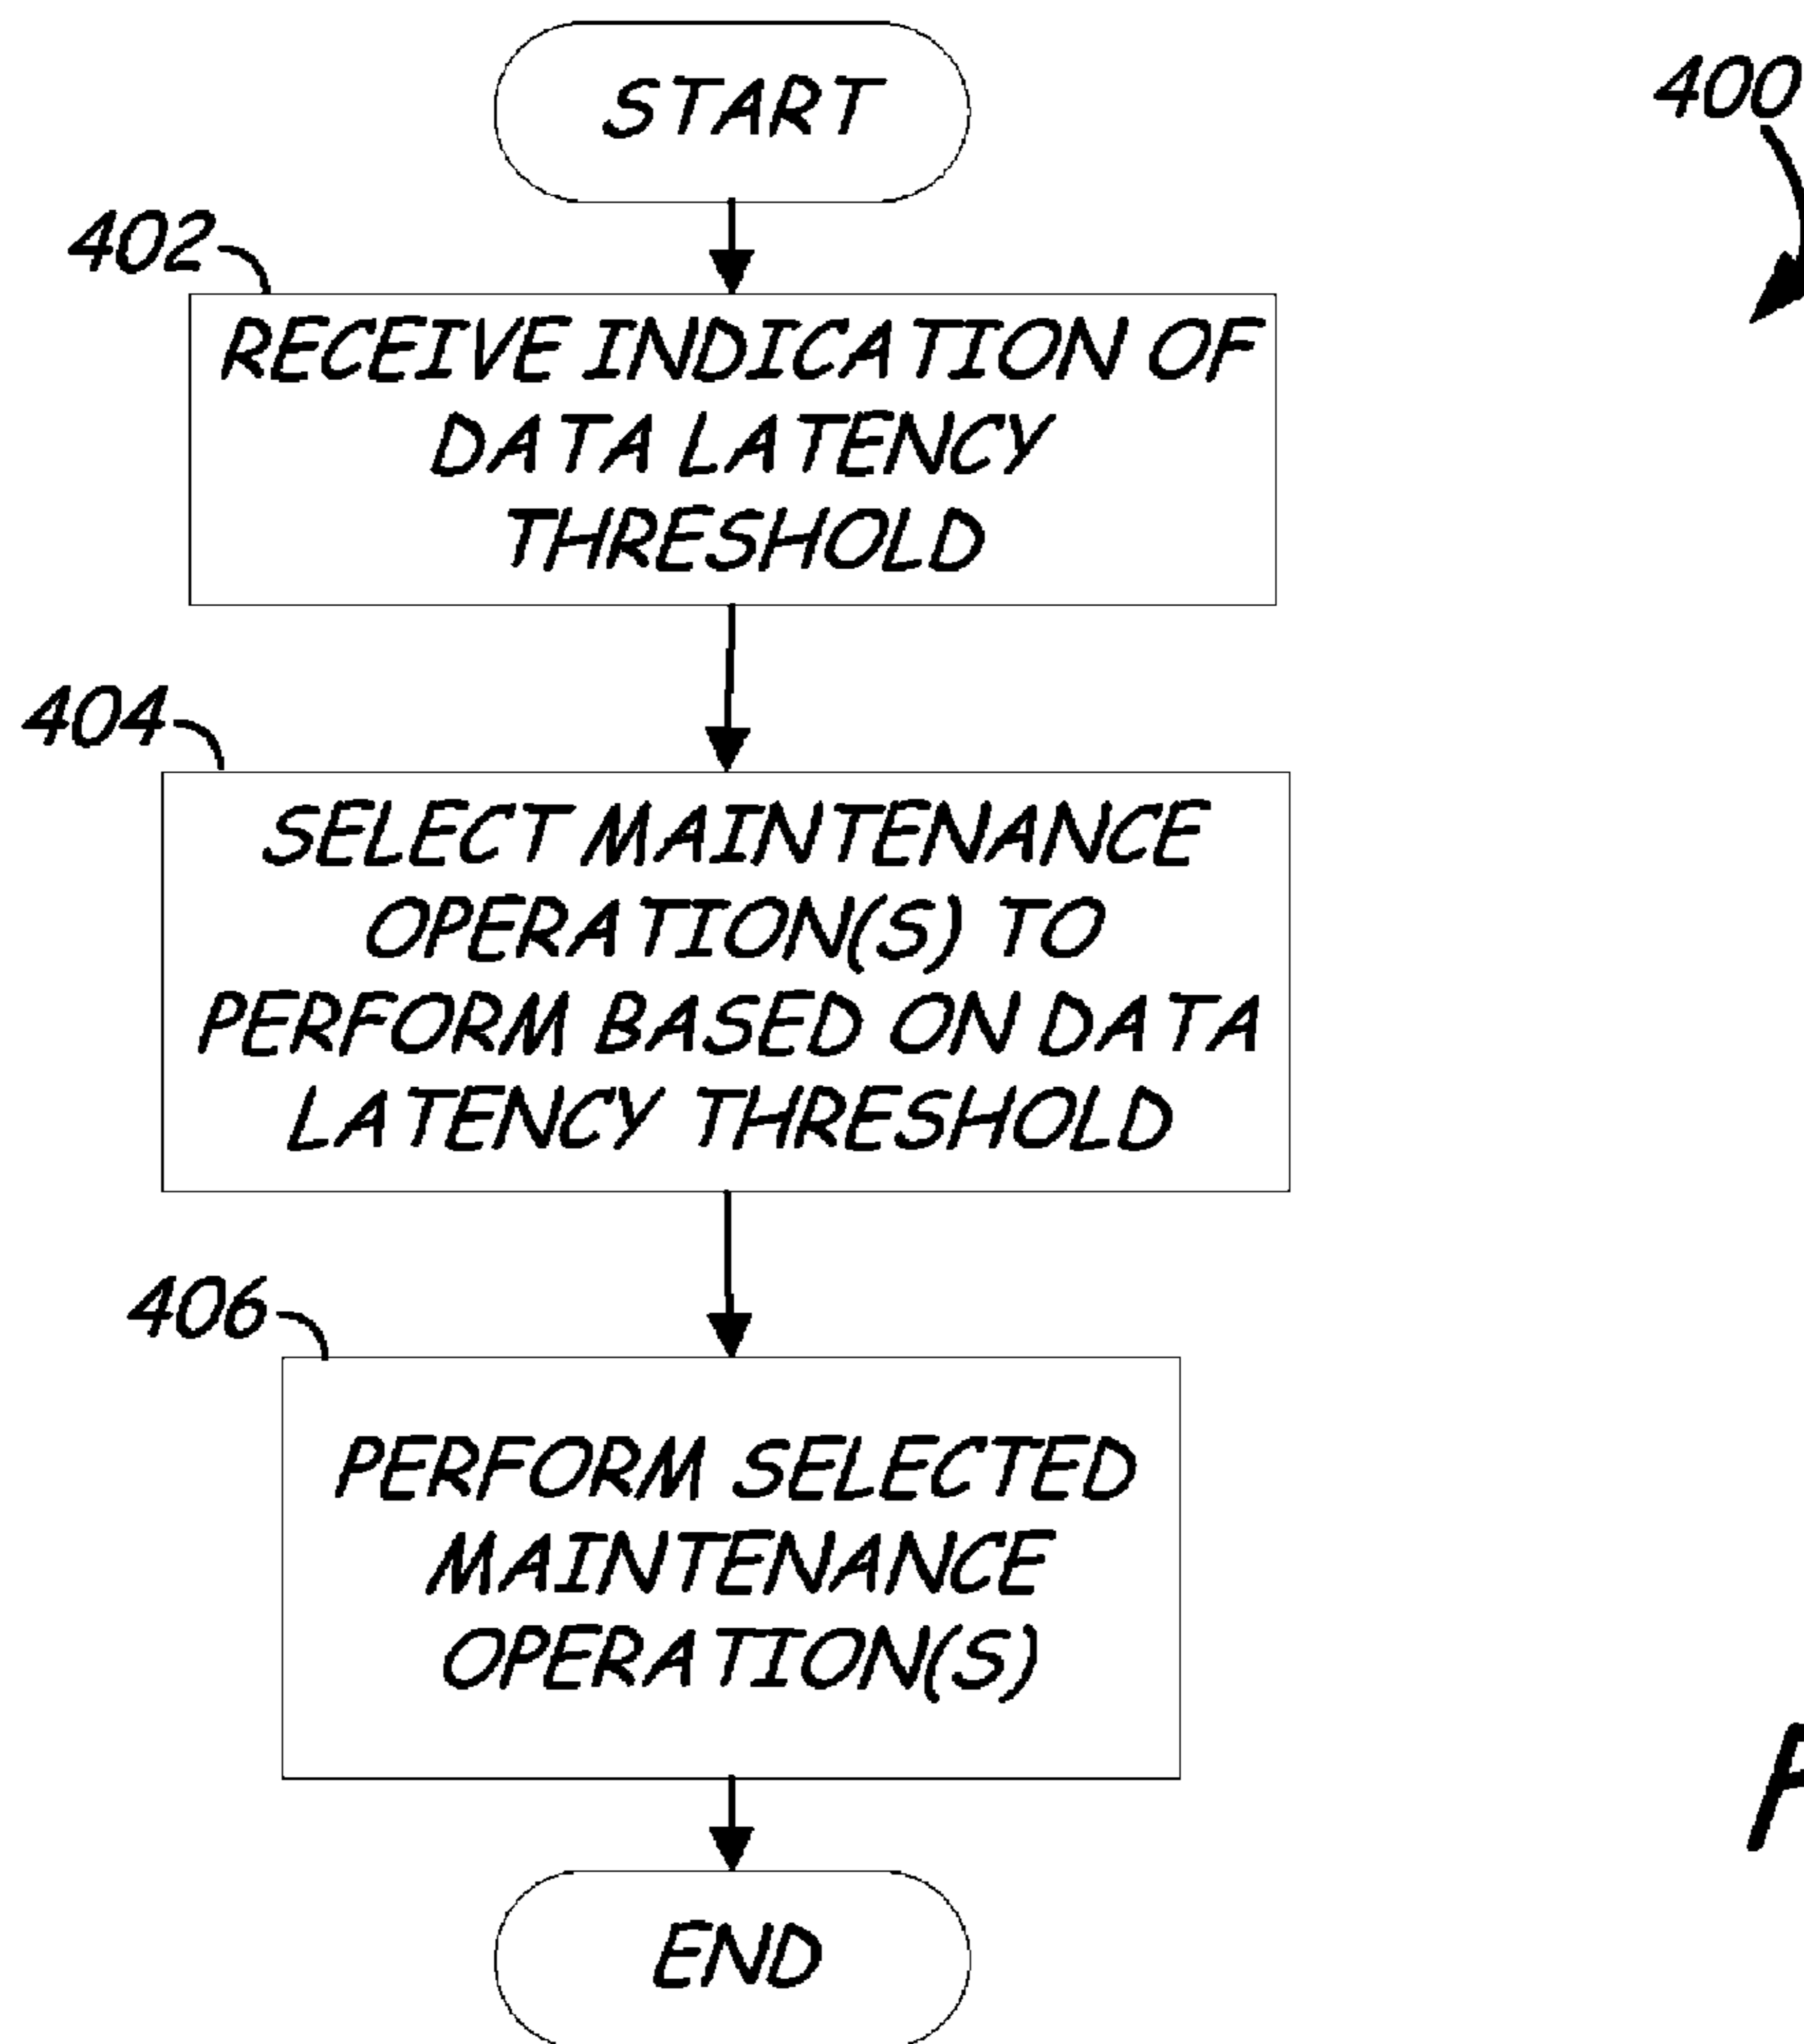 START
400
402
RECEIVE INDICATION OF
DATA LATENCY
THRESHOLD
404
SELECT MAINTENANCE
OPERATION(S) TO
PERFORM BASED ON DATA
LATENCY THRESHOLD
406
PERFORM SELECTED
MAINTENANCE
OPERATION(S)
END